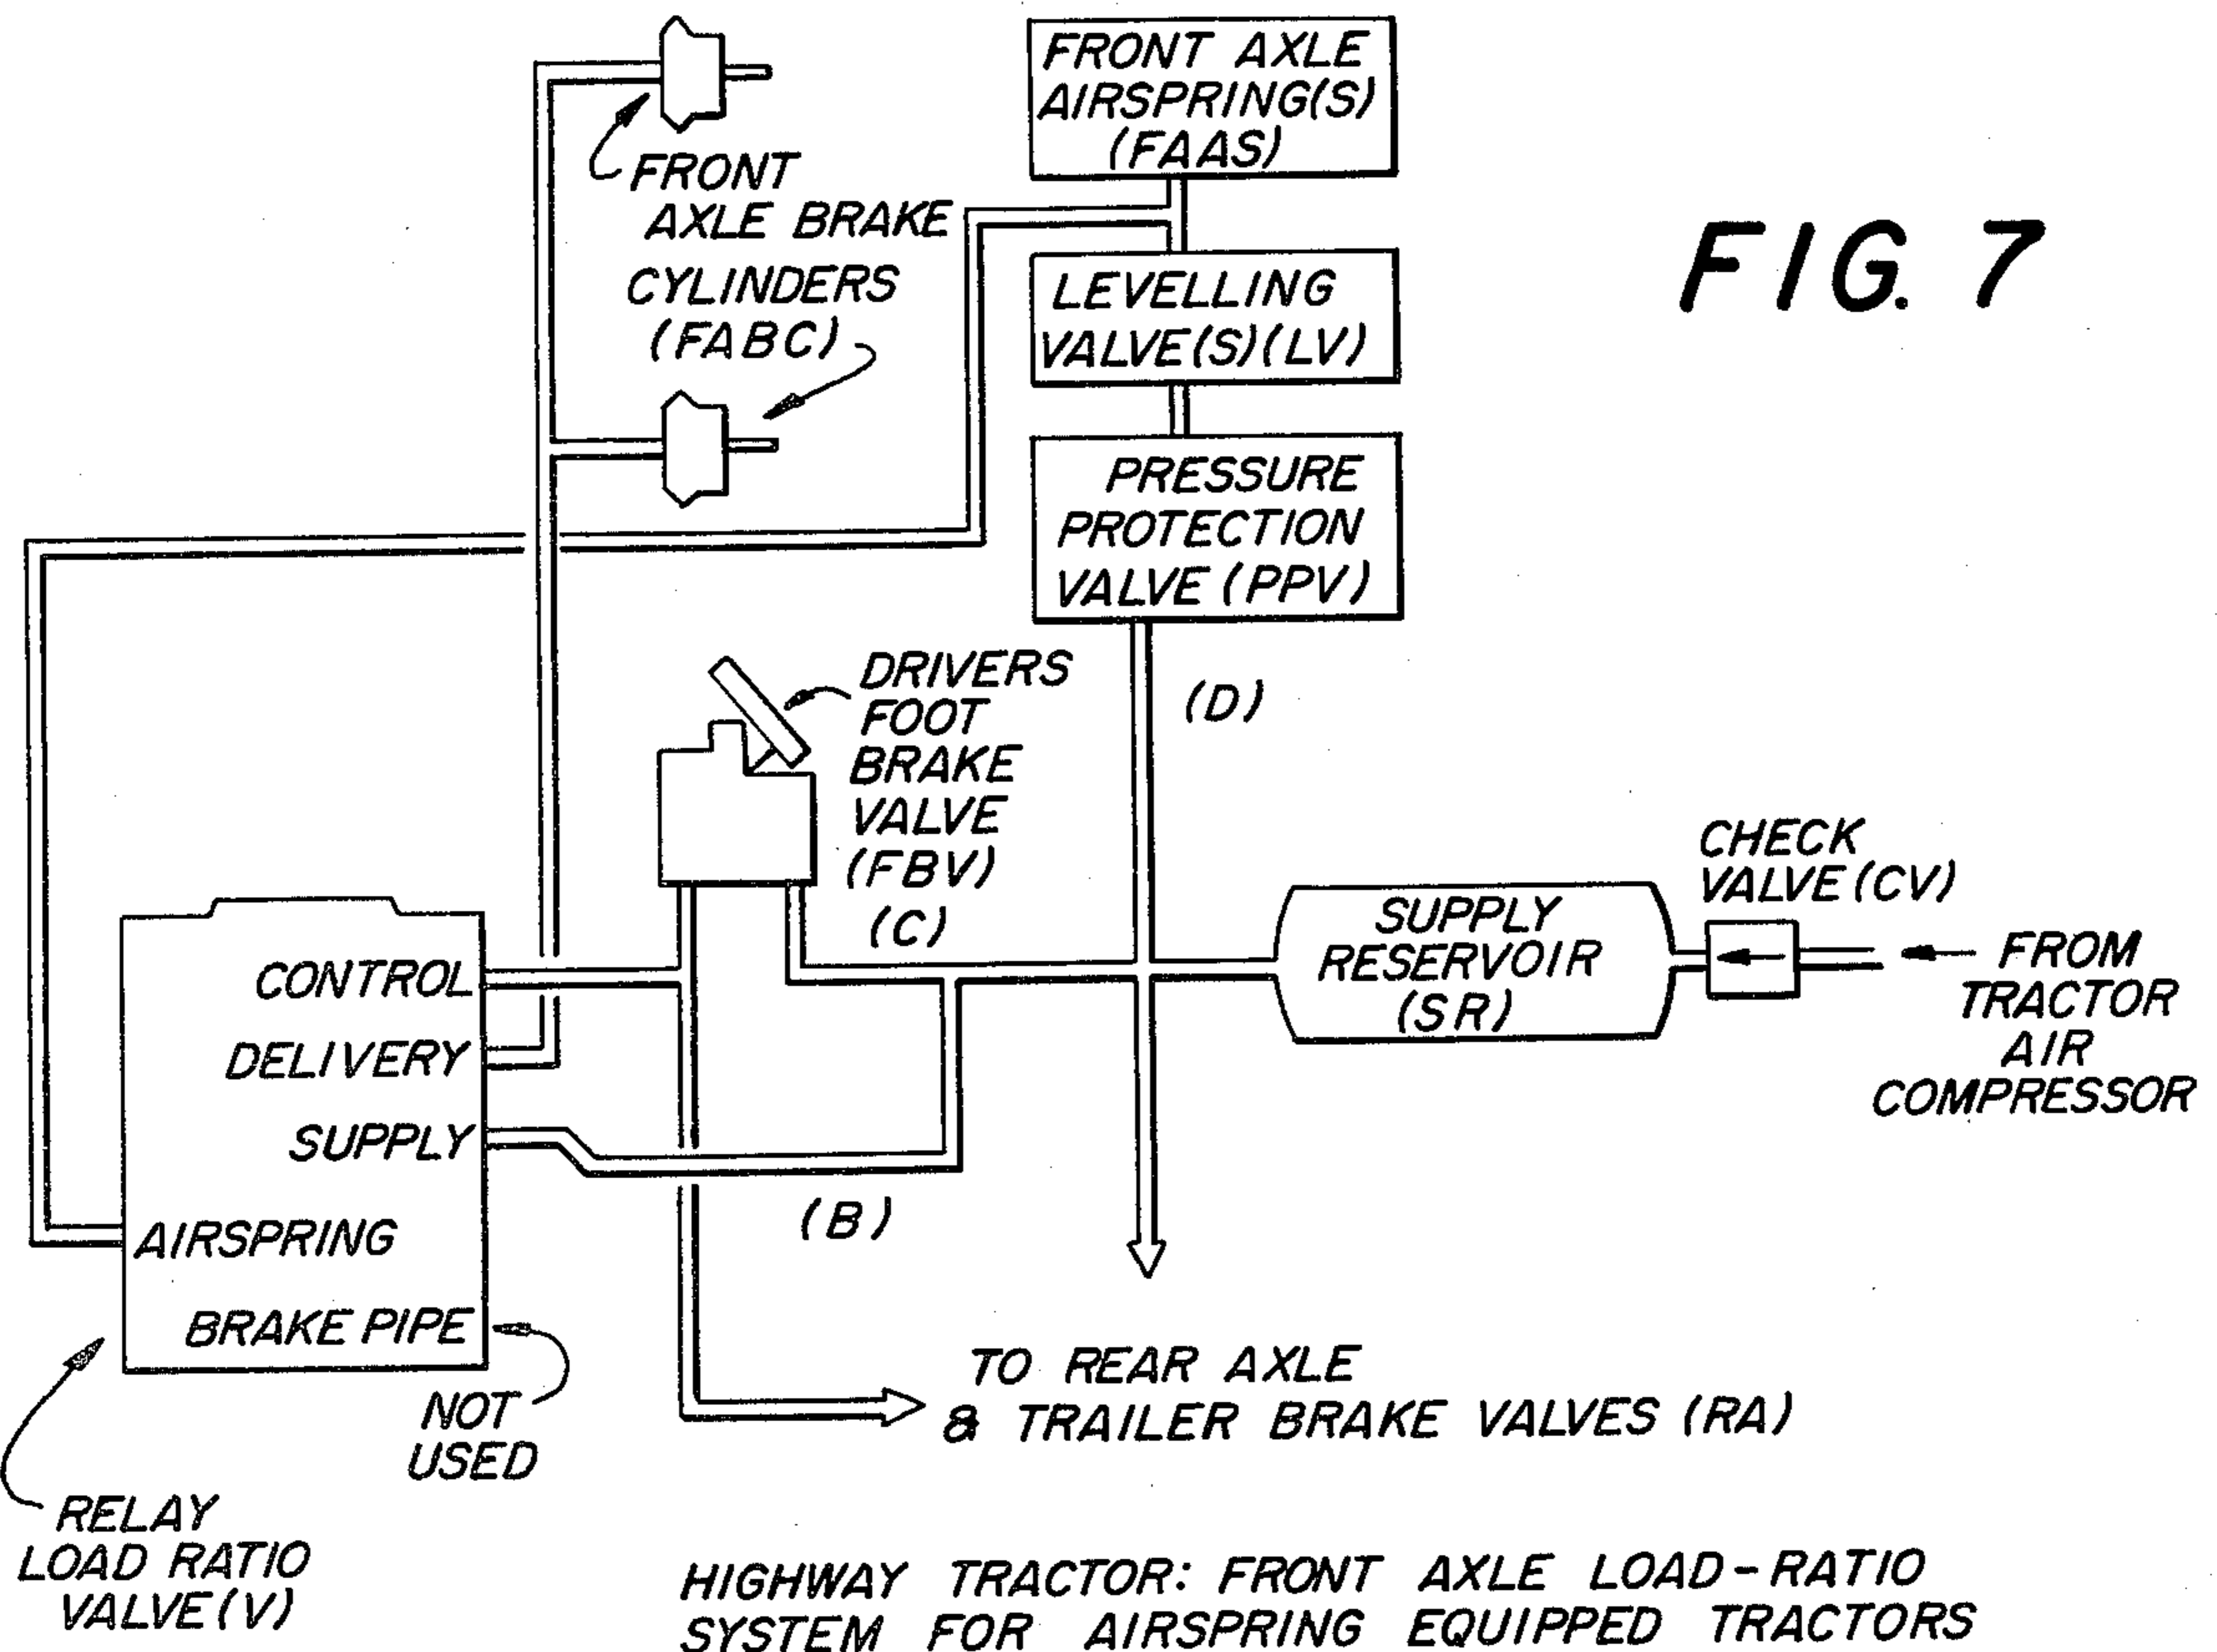 FRONT AXLE
AIRSPRING(S)
(FAAS)
FRONT
AXLE BRAKE
CYLINDERS
(FABC)
FIG. 7
LEVELLING
VALVE(S)(LV)
PRESSURE
PROTECTION
VALVE (PPV)
DRIVERS
FOOT
BRAKE
VALVE
(FBV)
(C)
(D)
CHECK
VALVE (CV)
SUPPLY
RESERVOIR
(SR)
FROM
TRACTOR
AIR
COMPRESSOR
CONTROL
DELIVERY
SUPPLY
AIRSPRING
BRAKE PIPE
(B)
NOT
USED
TO REAR AXLE
& TRAILER BRAKE VALVES (RA)
RELAY
LOAD RATIO
VALVE (V)
HIGHWAY TRACTOR: FRONT AXLE LOAD-RATIO
SYSTEM FOR AIRSPRING EQUIPPED TRACTORS